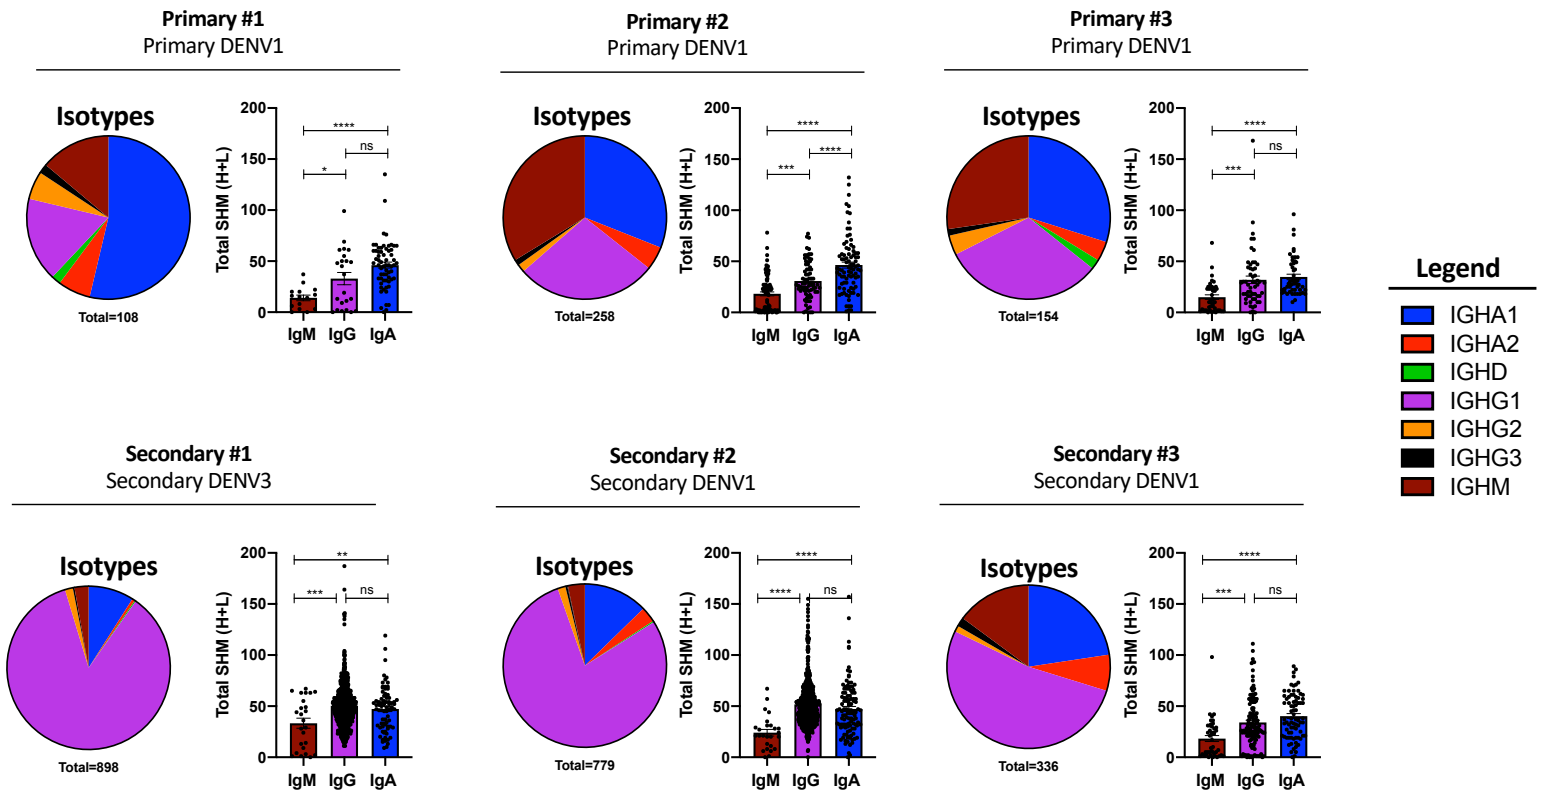 Primary #1
Primary DENV1
Isotypes
Total=108
Total SHM (H+L)
200
150
100
50
0
****
ns
*
IgM IgG IgA
Primary #2
Primary DENV1
Isotypes
Total=258
Total SHM (H+L)
200
150
100
50
0
****
****
***
IgM IgG IgA
Primary #3
Primary DENV1
Isotypes
Total=154
Total SHM (H+L)
200
150
100
50
0
****
ns
***
IgM IgG IgA
Legend
IGHA1
IGHA2
IGHD
IGHG1
IGHG2
IGHG3
IGHM
Secondary #1
Secondary DENV3
Isotypes
Total=898
Total SHM (H+L)
200
150
100
50
0
**
*** ns
IgM IgG IgA
Secondary #2
Secondary DENV1
Isotypes
Total=779
Total SHM (H+L)
200
150
100
50
0
****
**** ns
IgM IgG IgA
Secondary #3
Secondary DENV1
Isotypes
Total=336
Total SHM (H+L)
200
150
100
50
0
****
*** ns
IgM IgG IgA